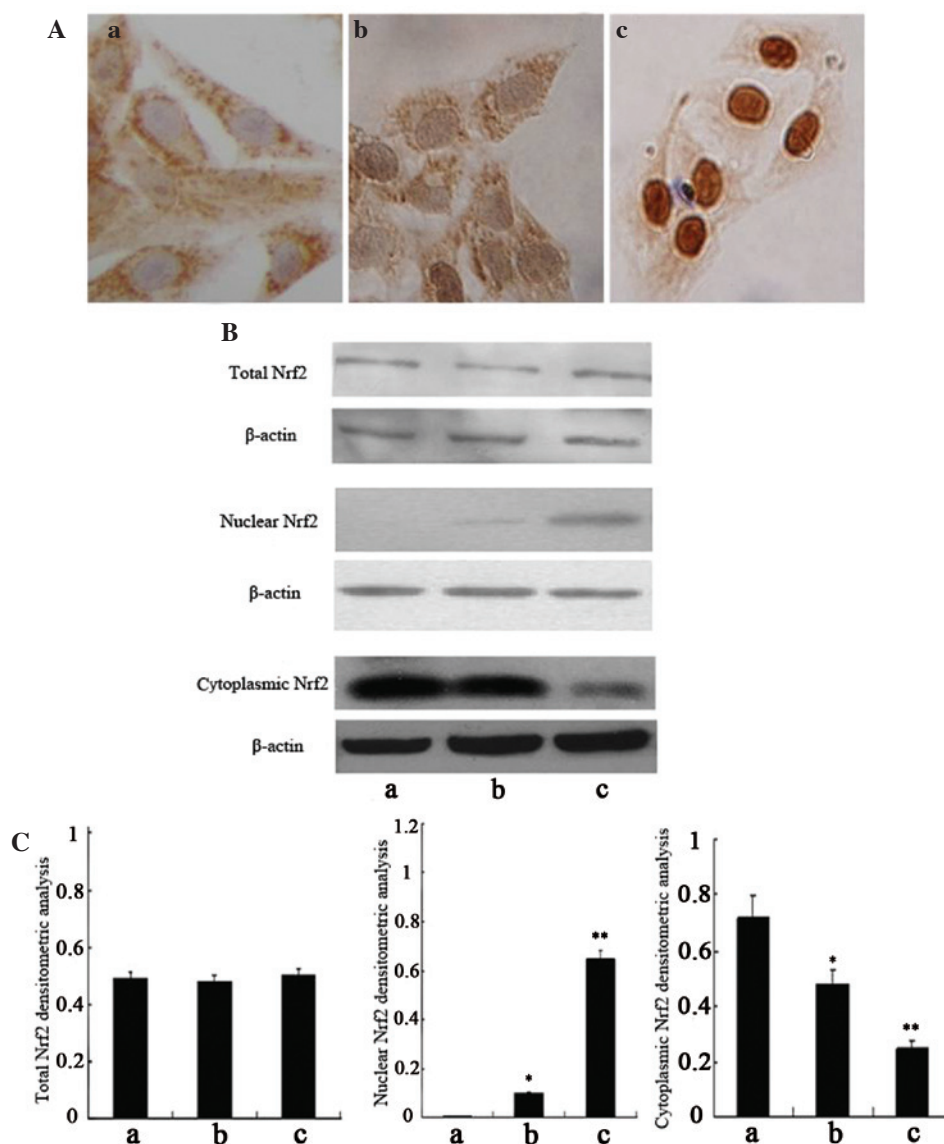 A a b c
B
Total Nrf2
β-actin
Nuclear Nrf2
β-actin
Cytoplasmic Nrf2
β-actin
a b c
C
Total Nrf2 densitometric analysis
1
0.8
0.6
0.4
0.2
0
a b c
Nuclear Nrf2 densitometric analysis
1.2
1
0.8
0.6
0.4
0.2
0
*
**
a b c
Cytoplasmic Nrf2 densitometric analysis
1
0.8
0.6
0.4
0.2
0
*
**
a b c